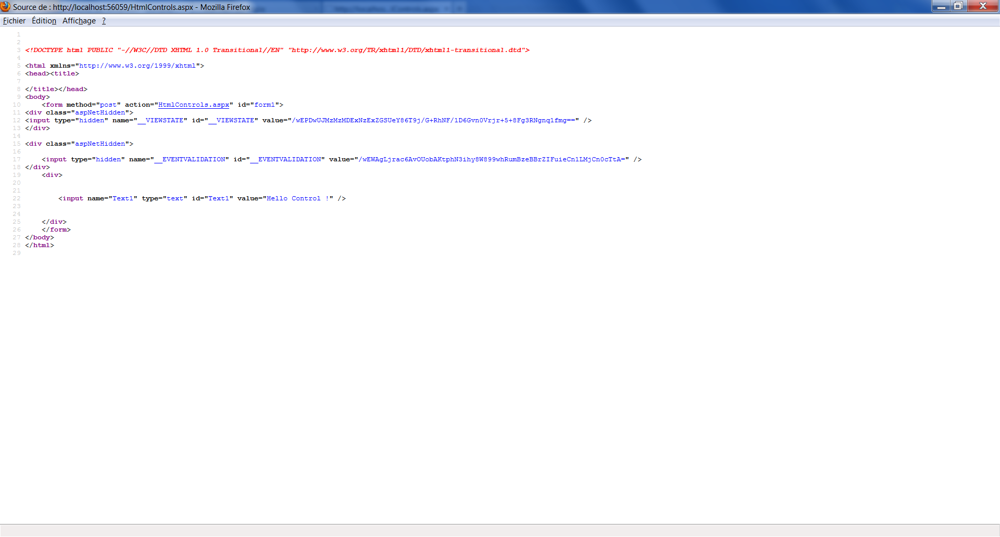 Source de : http://localhost:56059/HtmlControls.aspx - Mozilla Firefox
Fichier Édition Affichage ?
1
2
3 <!DOCTYPE html PUBLIC "-//W3C//DTD XHTML 1.0 Transitional//EN" "http://www.w3.org/TR/xhtml1/DTD/xhtml1-transitional.dtd">
4
5 <html xmlns="http://www.w3.org/1999/xhtml">
6 <head><title>
7
8 </title></head>
9 <body>
10     <form method="post" action="HtmlControls.aspx" id="form1">
11 <div class="aspNetHidden">
12 <input type="hidden" name="__VIEWSTATE" id="__VIEWSTATE" value="/wEPDwUJMzMzMDExNzExZGSUeY86T9j/G+RhNF/1D6Gvn0Vrjr+5+8Fg3RNgnq1fmg==" />
13 </div>
14
15 <div class="aspNetHidden">
16
17     <input type="hidden" name="__EVENTVALIDATION" id="__EVENTVALIDATION" value="/wEWAgLjrac6AvOUobAKtphN3ihy8W899whRumBzeBBrZIFuieCn1LMjCn0cTtA=" />
18 </div>
19     <div>
20
21
22         <input name="Text1" type="text" id="Text1" value="Hello Control !" />
23
24
25     </div>
26     </form>
27 </body>
28 </html>
29